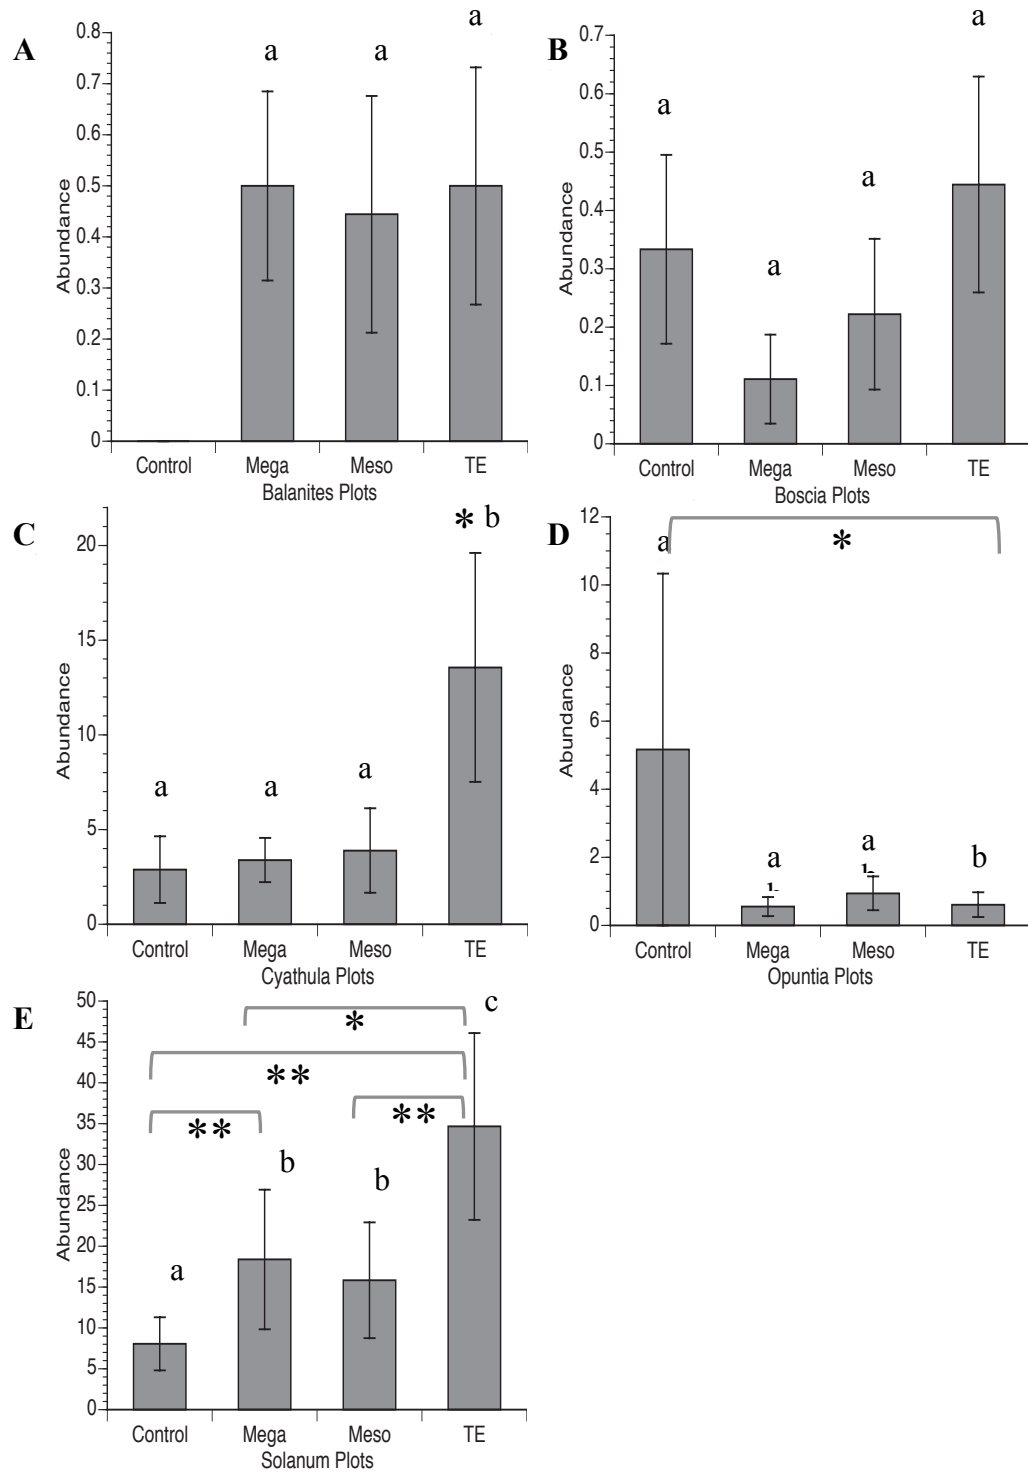 A
a
a
a
0.8
0.7
0.6
0.5
0.4
0.3
0.2
0.1
0
Abundance
Control Mega Meso TE
Balanites Plots
B
a
a
a
a
0.7
0.6
0.5
0.4
0.3
0.2
0.1
0
Abundance
Control Mega Meso TE
Boscia Plots
C
* b
a
a
a
20
15
10
5
0
Abundance
Control Mega Meso TE
Cyathula Plots
D
a
*
a
a
b
12
10
8
6
4
2
0
Abundance
Control Mega Meso TE
Opuntia Plots
E
c
*
**
**
**
b
b
a
50
45
40
35
30
25
20
15
10
5
0
Abundance
Control Mega Meso TE
Solanum Plots